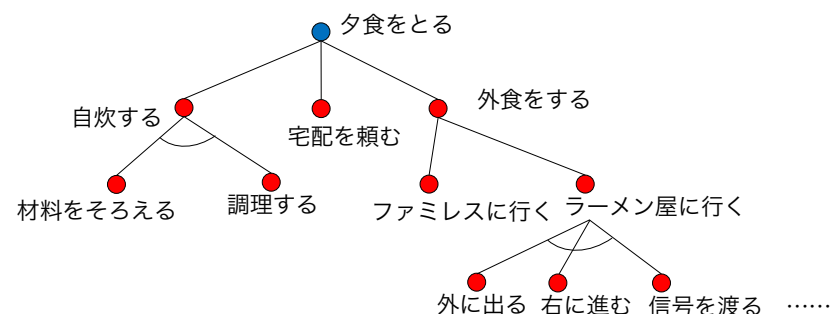 夕食をとる
自炊する
宅配を頼む
外食をする
材料をそろえる
調理する
ファミレスに行く
ラーメン屋に行く
外に出る
右に進む
信号を渡る
……